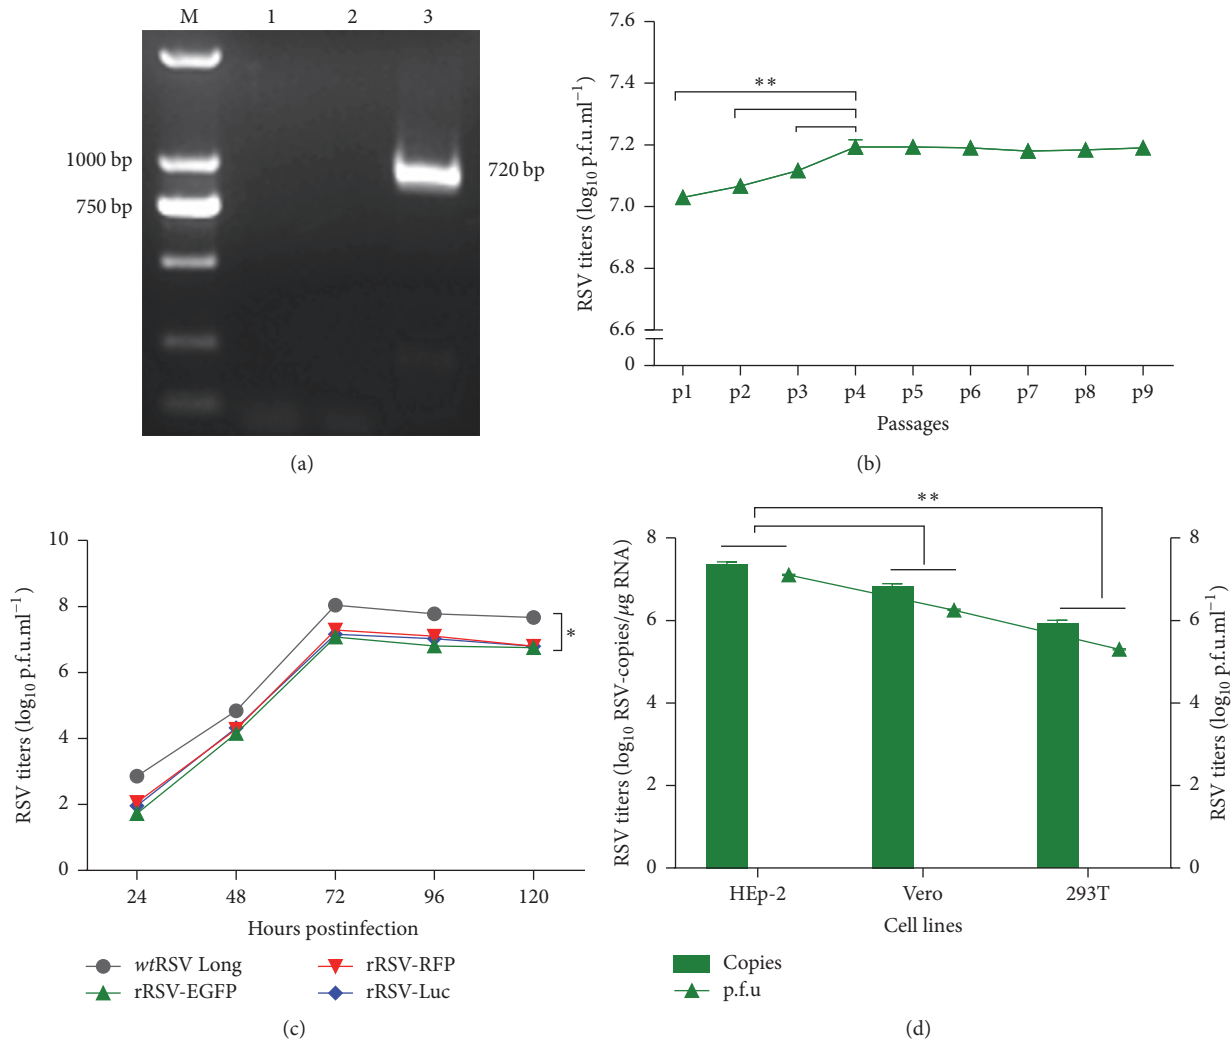 M 1 2 3
1000 bp
750 bp
720 bp
(a)
RSV titers (log10 p.f.u.ml−1)
7.6
7.4
7.2
7.0
6.8
6.6
0
**
p1 p2 p3 p4 p5 p6 p7 p8 p9
Passages
(b)
RSV titers (log10 p.f.u.ml−1)
10
8
6
4
2
0
*
24 48 72 96 120
Hours postinfection
wtRSV Long
rRSV-EGFP
rRSV-RFP
rRSV-Luc
(c)
RSV titers (log10 RSV-copies/μg RNA)
8
6
4
2
0
**
8
6
4
2
0
RSV titers (log10 p.f.u.ml−1)
HEp-2 Vero 293T
Cell lines
Copies
p.f.u
(d)